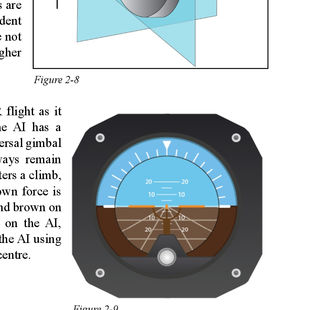 s are
dent
e not
gher
Figure 2-8
flight as it
e AI has a
ersal gimbal
ways remain
ters a climb,
own force is
nd brown on
on the AI,
the AI using
centre.
20 20
10 10
10 10
20 20
Figure 2-9